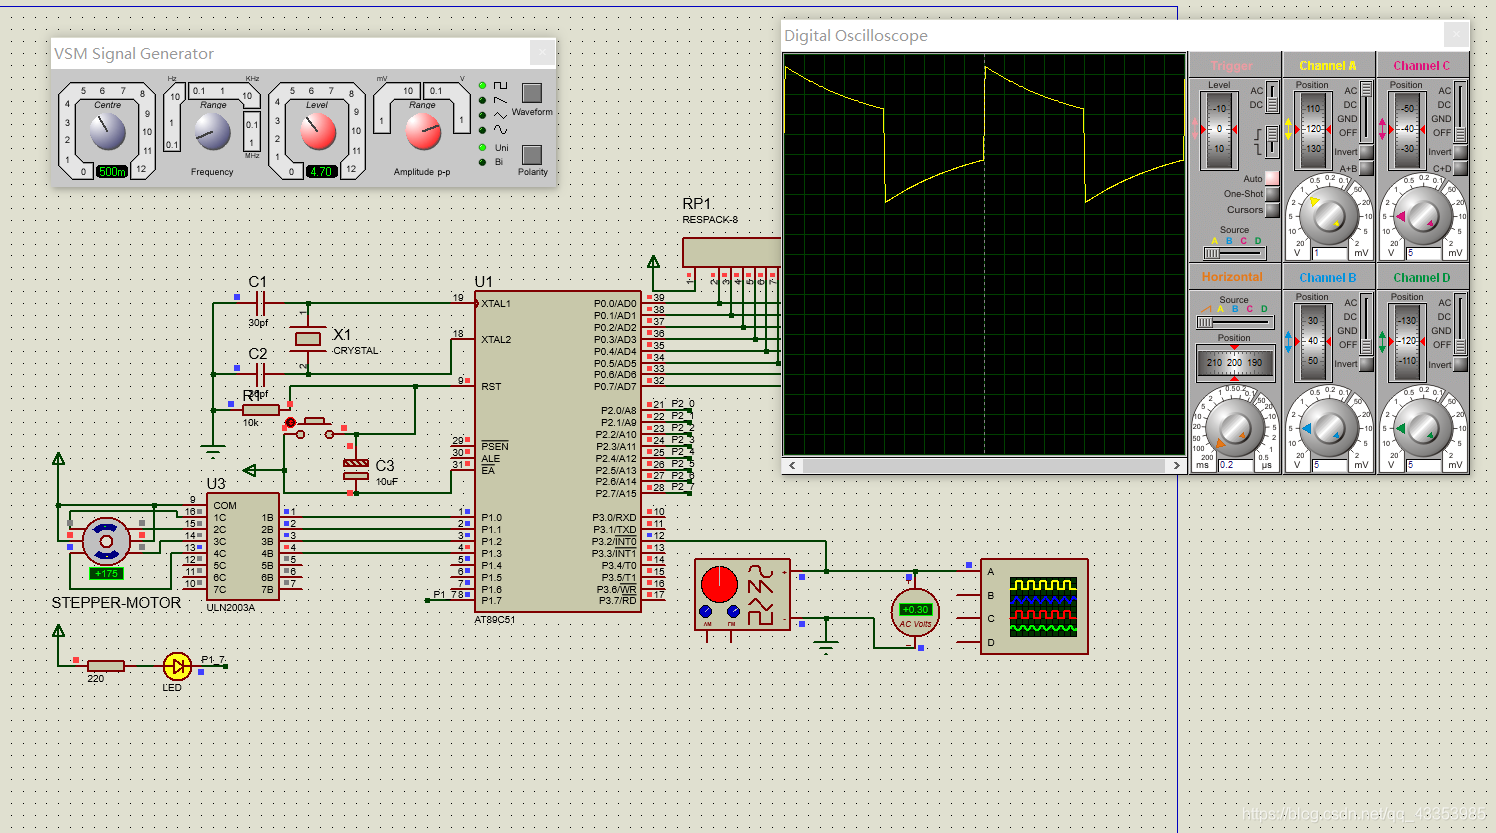 VSM Signal Generator
Centre
0 1 2 3 4 5 6 7 8 9 10 11 12
500m
Hz KHz
10 0.1 1 10
Range
1 0.1
0.1 1
MHz
Frequency
Level
0 1 2 3 4 5 6 7 8 9 10 11 12
4.70
mV V
10 0.1
Range
1 1
Amplitude p-p
Waveform
Uni
Bi
Polarity
Digital Oscilloscope
Trigger
Level
-10
0
10
AC
DC
Auto
One-Shot
Cursors
Source
A B C D
Channel A
Position
110
120
130
AC
DC
GND
OFF
Invert
A+B
V 1 mV
Channel C
Position
-50
-40
-30
AC
DC
GND
OFF
Invert
C+D
V 5 mV
Horizontal
Source
A B C D
Position
210 200 190
ms 0.2 µs
Channel B
Position
30
40
50
AC
DC
GND
OFF
Invert
V 5 mV
Channel D
Position
-130
-120
-110
AC
DC
GND
OFF
Invert
V 5 mV
RP1
RESPACK-8
C1
30pf
X1
CRYSTAL
C2
R1
10k
C3
10uF
U1
19 XTAL1
18 XTAL2
9 RST
29 PSEN
30 ALE
31 EA
1 P1.0
2 P1.1
3 P1.2
4 P1.3
5 P1.4
6 P1.5
7 P1.6
P1_7 8 P1.7
P0.0/AD0 39
P0.1/AD1 38
P0.2/AD2 37
P0.3/AD3 36
P0.4/AD4 35
P0.5/AD5 34
P0.6/AD6 33
P0.7/AD7 32
P2.0/A8 21 P2_0
P2.1/A9 22 P2_1
P2.2/A10 23 P2_2
P2.3/A11 24 P2_3
P2.4/A12 25 P2_4
P2.5/A13 26 P2_5
P2.6/A14 27 P2_6
P2.7/A15 28 P2_7
P3.0/RXD 10
P3.1/TXD 11
P3.2/INT0 12
P3.3/INT1 13
P3.4/T0 14
P3.5/T1 15
P3.6/WR 16
P3.7/RD 17
AT89C51
U3
9 COM
16 1C 1B 1
15 2C 2B 2
14 3C 3B 3
13 4C 4B 4
12 5C 5B 5
11 6C 6B 6
10 7C 7B 7
ULN2003A
+175
STEPPER-MOTOR
220
LED
P1_7
AM FM
+0.30
AC Volts
A
B
C
D
https://blog.csdn.net/qq_43353985